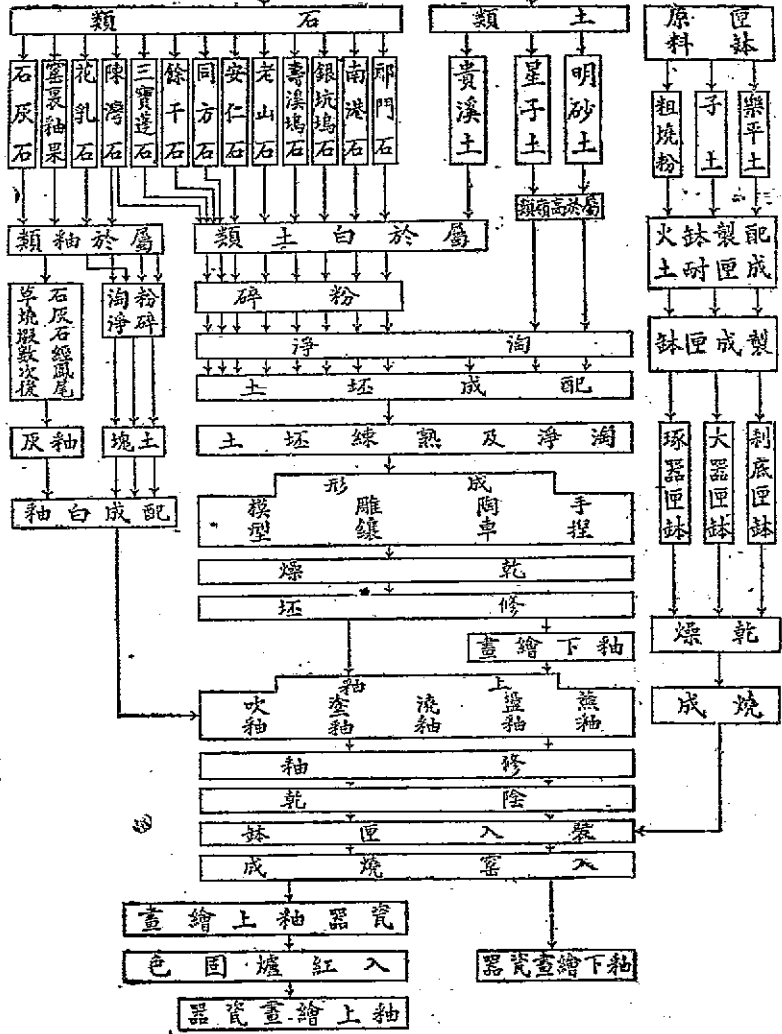 匣鉢
原料
樂平土
子土
粗燒粉
配成製匣鉢耐火土
製成匣鉢
大器匣鉢
琢器匣鉢
乾燥
燒成
土類
明砂土
星子土
貴溪土
屬於高嶺類
石類
祁門石
南港石
銀坑塢石
壽溪塢石
老山石
安仁石
同方石
餘干石
三寶蓬石
陳灣石
花乳石
窰裏釉果
石灰石
屬於白土類
屬於釉類
粉碎
淘淨
配成坯土
淘淨及熟練坯土
成形
手捏
陶車
雕鑲
模型
乾燥
修坯
釉下繪畫
粉碎
淘淨
石灰石經鳳尾
草燒煅數次後
土塊
釉灰
配成白釉
上釉
蘸釉
盪釉
澆釉
塗釉
吹釉
修釉
陰乾
裝入匣鉢
入窰燒成
釉下繪畫瓷器
瓷器釉上繪畫
入紅爐固色
釉上繪畫瓷器